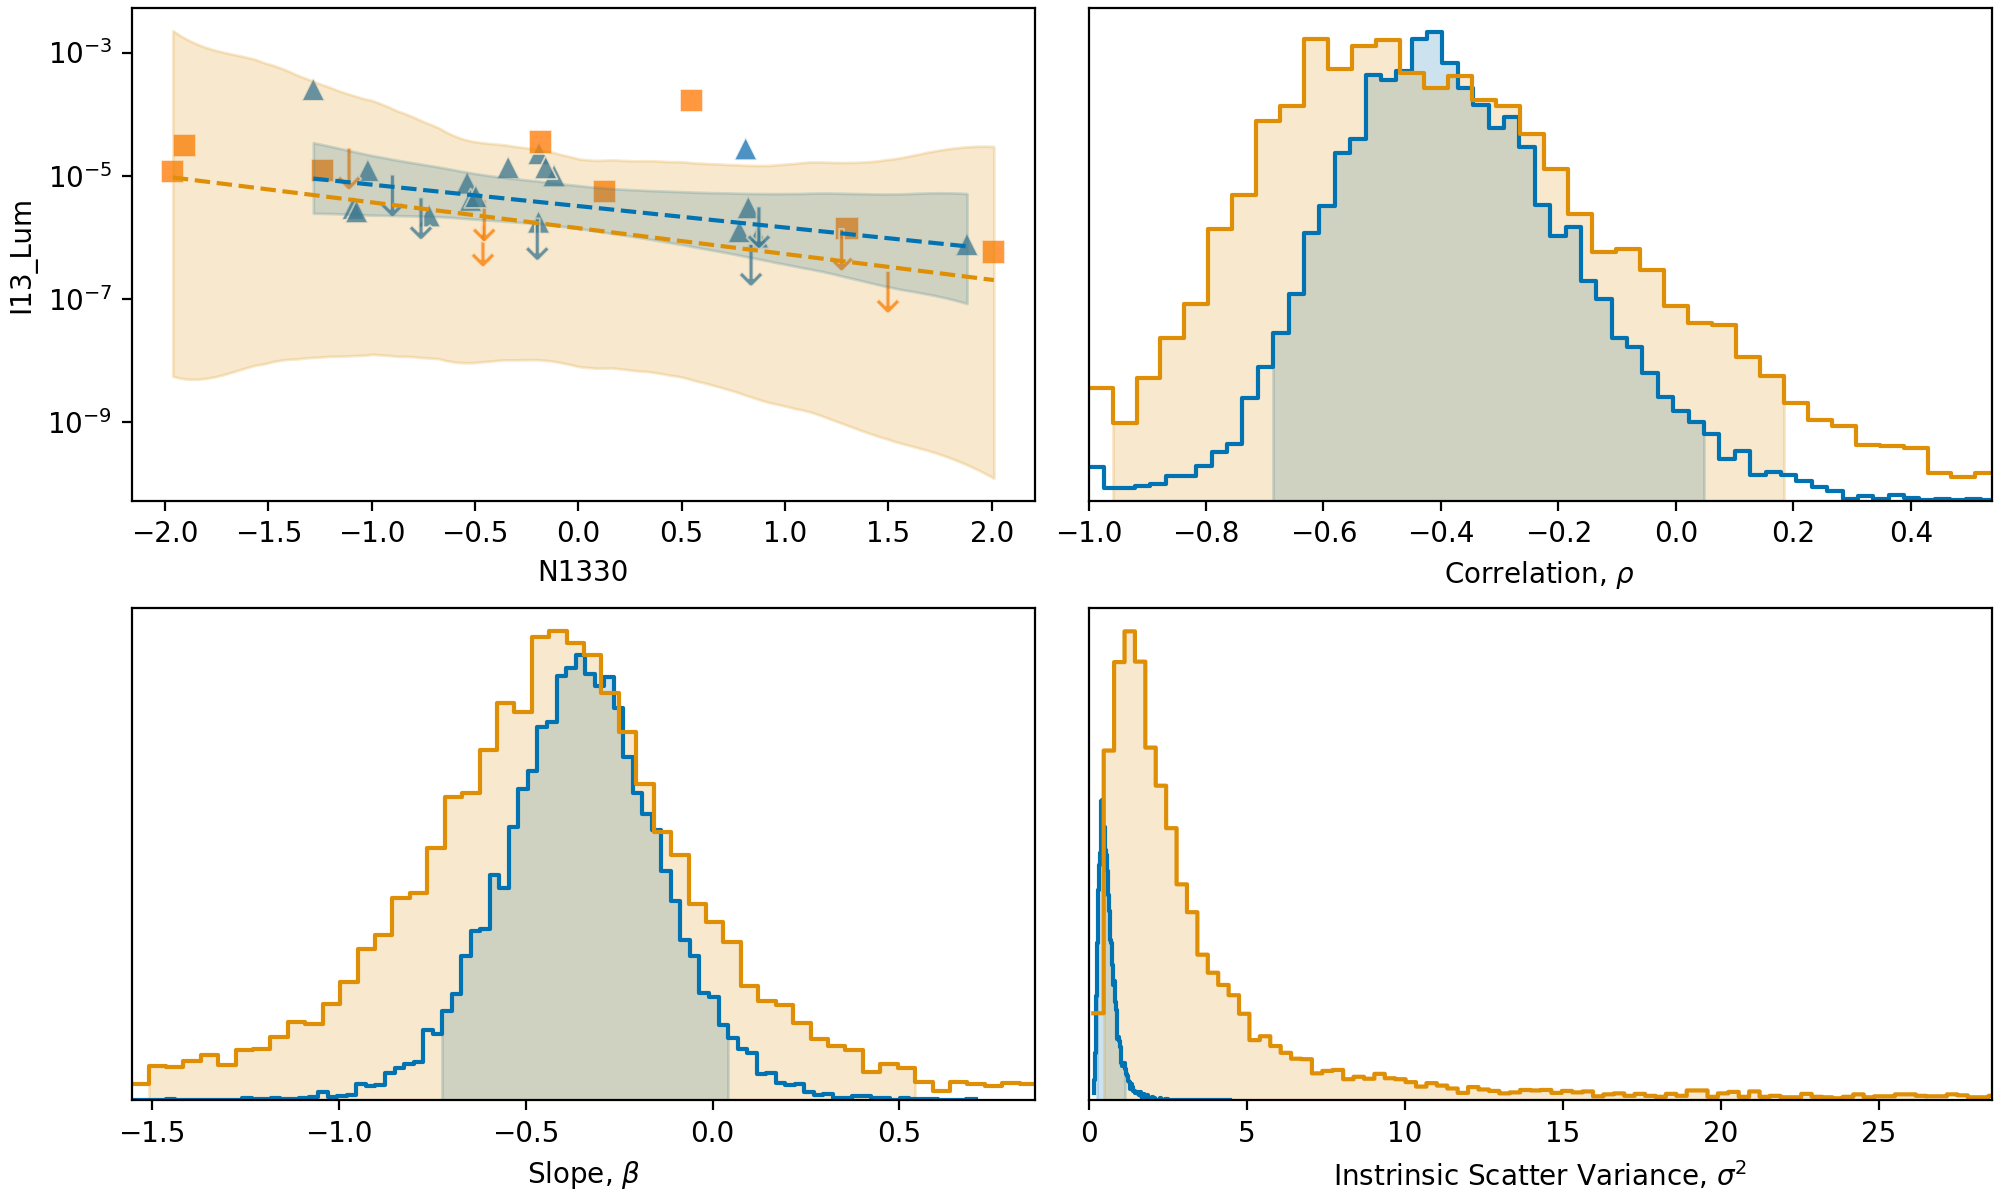 10⁻³
10⁻⁵
10⁻⁷
10⁻⁹
I13_Lum
−2.0 −1.5 −1.0 −0.5 0.0 0.5 1.0 1.5 2.0
N1330
−1.0 −0.8 −0.6 −0.4 −0.2 0.0 0.2 0.4
Correlation, ρ
−1.5 −1.0 −0.5 0.0 0.5
Slope, β
0 5 10 15 20 25
Instrinsic Scatter Variance, σ²